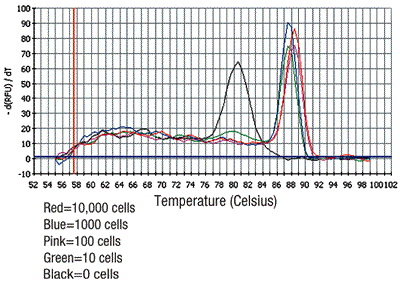 - d(RFU) / dT
100
90
80
70
60
50
40
30
20
10
0
-10
52 54 56 58 60 62 64 66 68 70 72 74 76 78 80 82 84 86 88 90 92 94 96 98 100 102
Temperature (Celsius)
Red=10,000 cells
Blue=1000 cells
Pink=100 cells
Green=10 cells
Black=0 cells